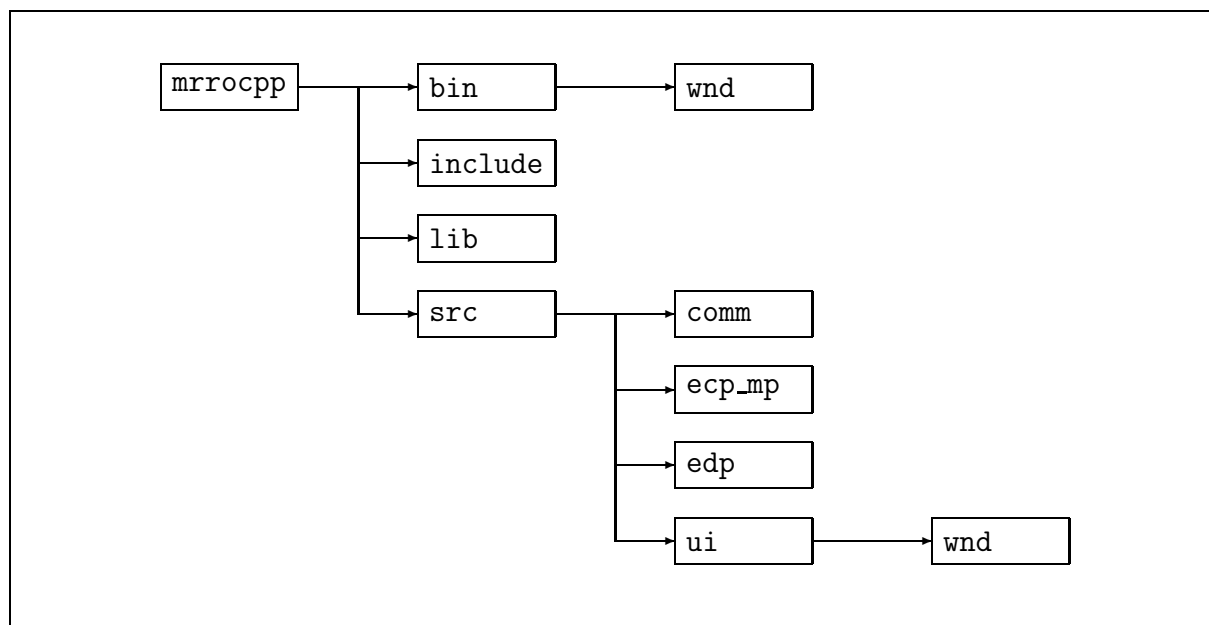 mrrocpp
bin
wnd
include
lib
src
comm
ecp_mp
edp
ui
wnd